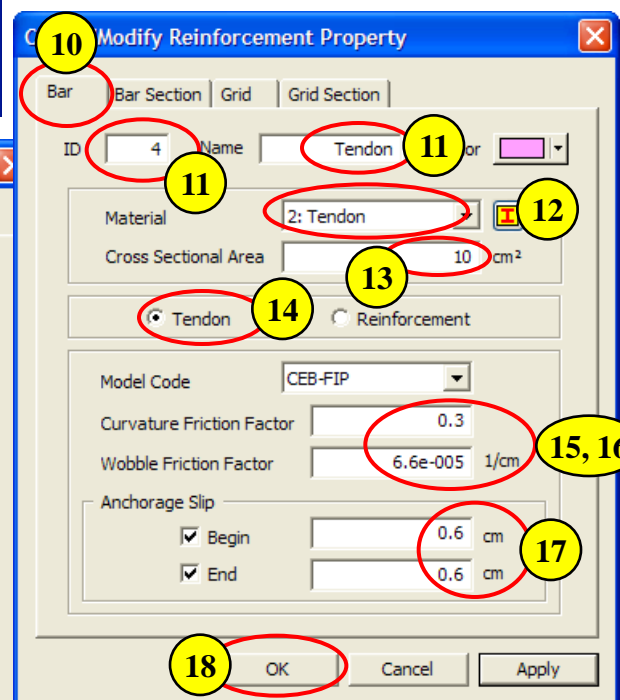 10 Modify Reinforcement Property
Bar Bar Section Grid Grid Section
ID 4 Name Tendon 11 or
11
Material 2: Tendon 12
Cross Sectional Area 10 cm²
13
Tendon 14 Reinforcement
Model Code CEB-FIP
Curvature Friction Factor 0.3
Wobble Friction Factor 6.6e-005 1/cm 15, 16
Anchorage Slip
Begin 0.6 cm
17
End 0.6 cm
18 OK Cancel Apply